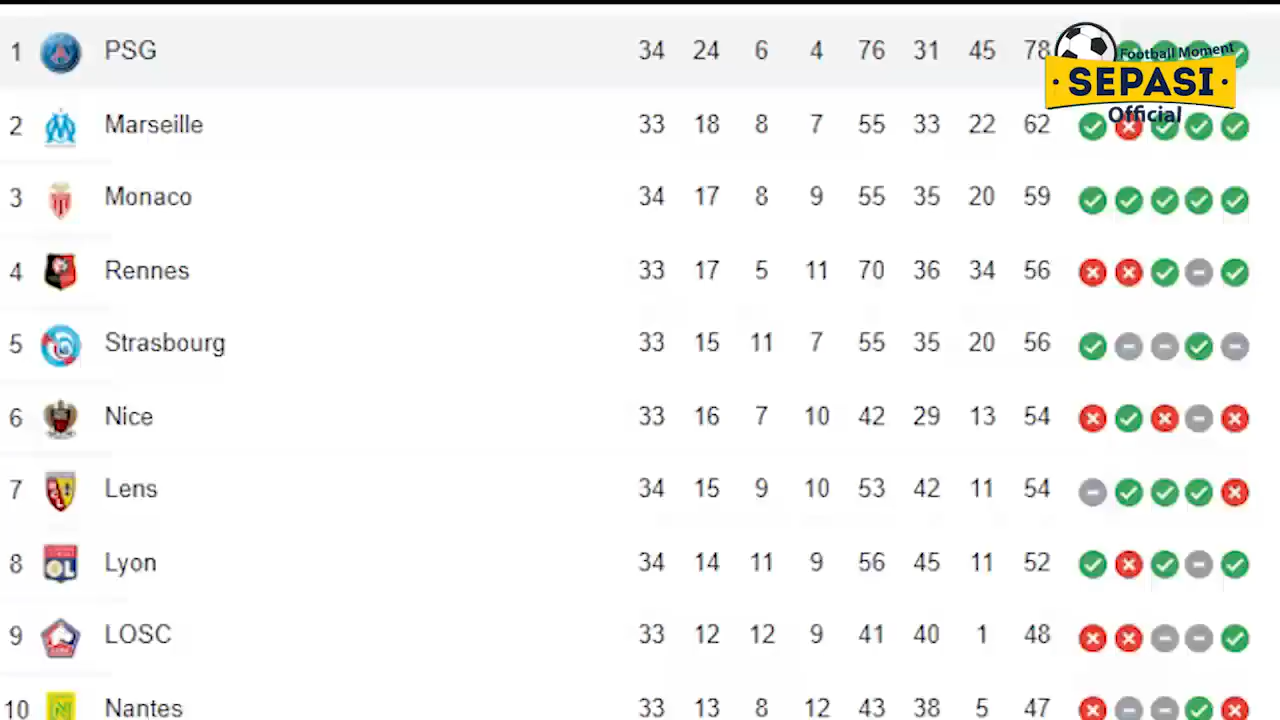 1 PSG 34 24 6 4 76 31 45 78
Football Moment
SEPASI
Official
2 Marseille 33 18 8 7 55 33 22 62
3 Monaco 34 17 8 9 55 35 20 59
4 Rennes 33 17 5 11 70 36 34 56
5 Strasbourg 33 15 11 7 55 35 20 56
6 Nice 33 16 7 10 42 29 13 54
7 Lens 34 15 9 10 53 42 11 54
8 Lyon 34 14 11 9 56 45 11 52
9 LOSC 33 12 12 9 41 40 1 48
10 Nantes 33 13 8 12 43 38 5 47